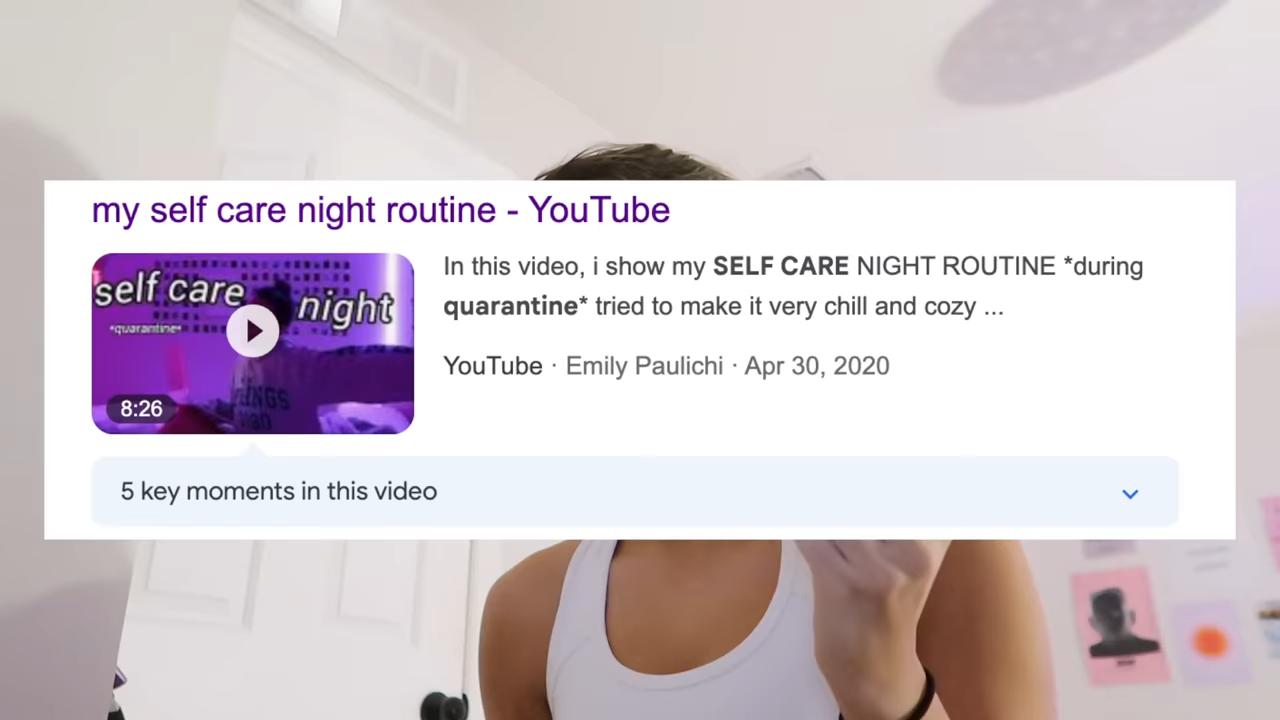 my self care night routine - YouTube
self care night
*quarantine*
8:26
In this video, i show my SELF CARE NIGHT ROUTINE *during
quarantine* tried to make it very chill and cozy ...
YouTube · Emily Paulichi · Apr 30, 2020
5 key moments in this video